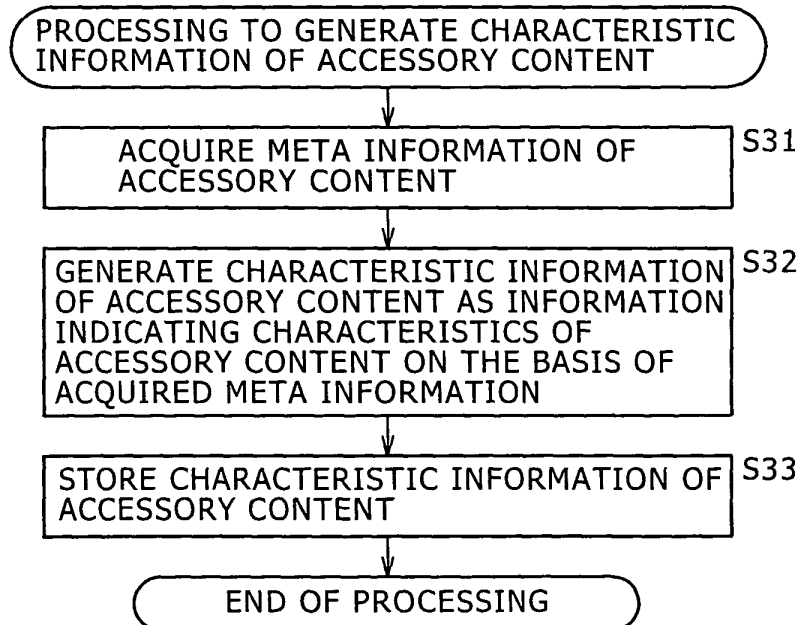 PROCESSING TO GENERATE CHARACTERISTIC
INFORMATION OF ACCESSORY CONTENT
S31
ACQUIRE META INFORMATION OF
ACCESSORY CONTENT
S32
GENERATE CHARACTERISTIC INFORMATION
OF ACCESSORY CONTENT AS INFORMATION
INDICATING CHARACTERISTICS OF
ACCESSORY CONTENT ON THE BASIS OF
ACQUIRED META INFORMATION
S33
STORE CHARACTERISTIC INFORMATION OF
ACCESSORY CONTENT
END OF PROCESSING